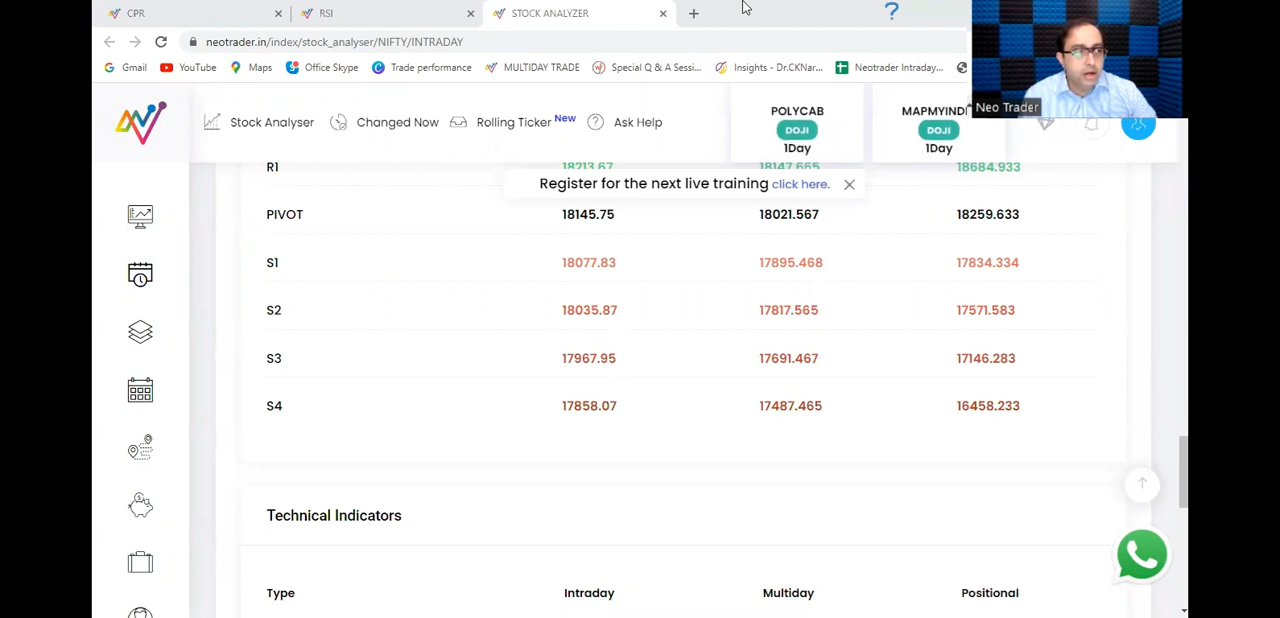 CPR × RSI × STOCK ANALYZER × + ?
neotrader.in/index/stock_analyser/NIFTY/INTRADAY
Gmail YouTube Maps MULTIDAY TRADE Special Q & A Sessi... Insights - Dr.CKNar... Neotrader Intraday...
Neo Trader
Stock Analyser Changed Now Rolling Ticker New Ask Help
POLYCAB
DOJI
1Day
DOJI
1Day
R1 18213.67 18147.665 18684.933
Register for the next live training click here.
PIVOT 18145.75 18021.567 18259.633
S1 18077.83 17895.468 17834.334
S2 18035.87 17817.565 17571.583
S3 17967.95 17691.467 17146.283
S4 17858.07 17487.465 16458.233
Technical Indicators
Type Intraday Multiday Positional